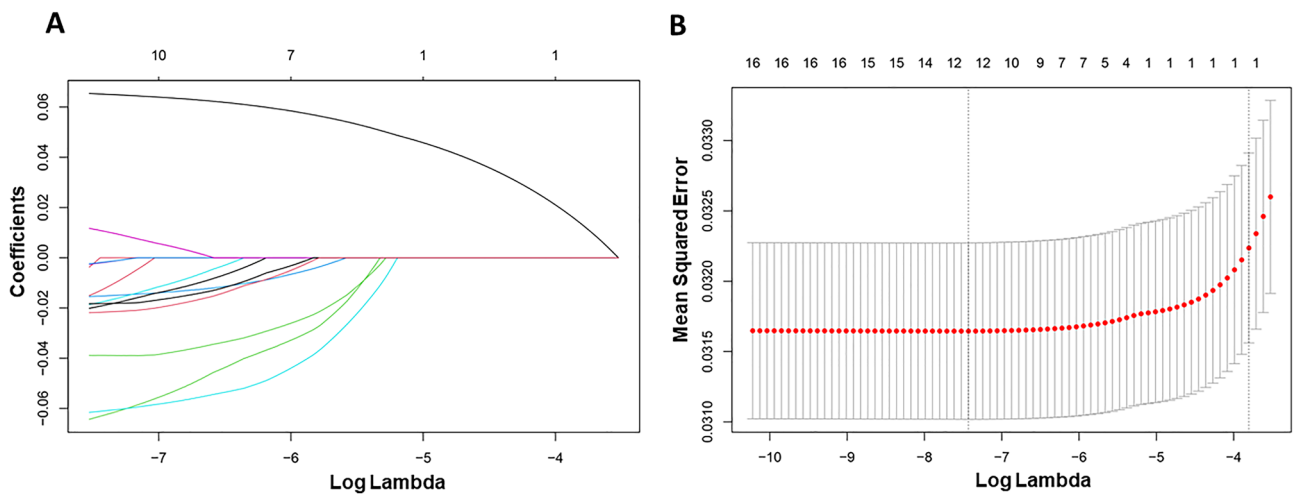 A
10 7 1 1
0.06
0.04
0.02
0.00
−0.02
−0.04
−0.06
Coefficients
−7 −6 −5 −4
Log Lambda
B
16 16 16 16 15 15 14 12 12 10 9 7 7 5 4 1 1 1 1 1 1
0.0330
0.0325
0.0320
0.0315
0.0310
Mean Squared Error
−10 −9 −8 −7 −6 −5 −4
Log Lambda